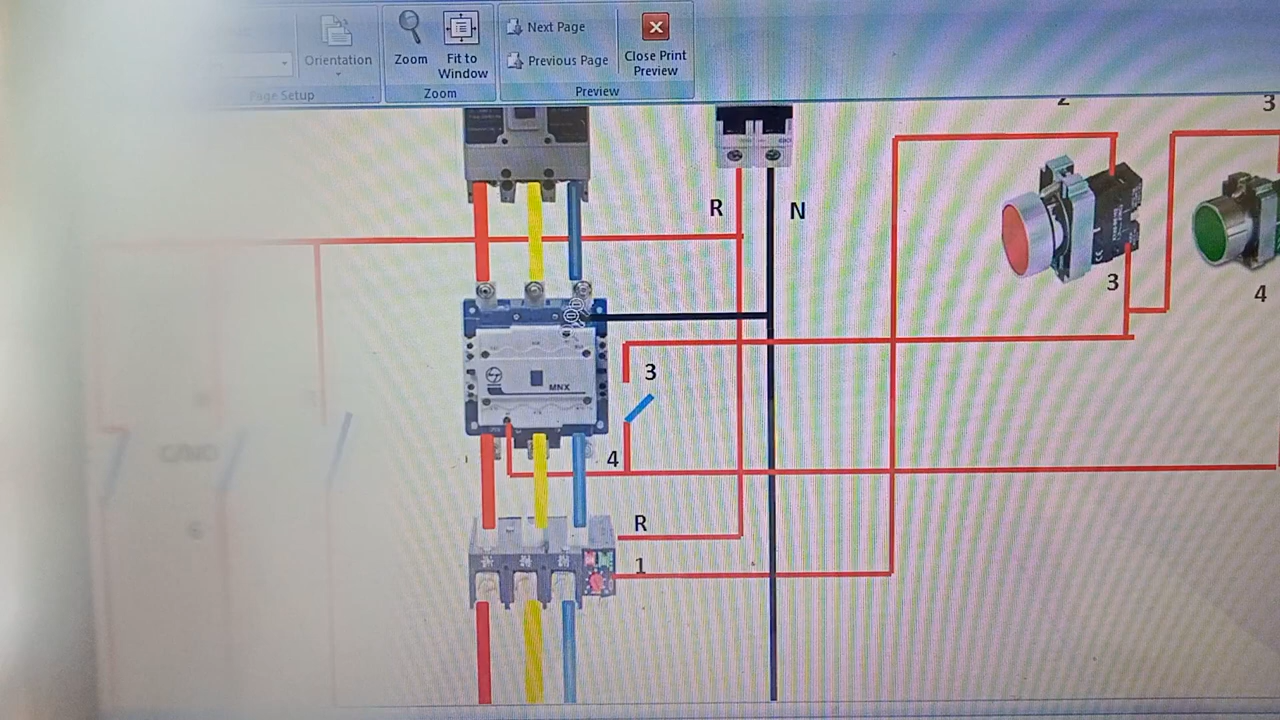 Orientation
Zoom
Fit to
Window
Next Page
Previous Page
Close Print
Preview
Page Setup
Zoom
Preview
2
3
R
N
3
4
3
MNX
4
R
1